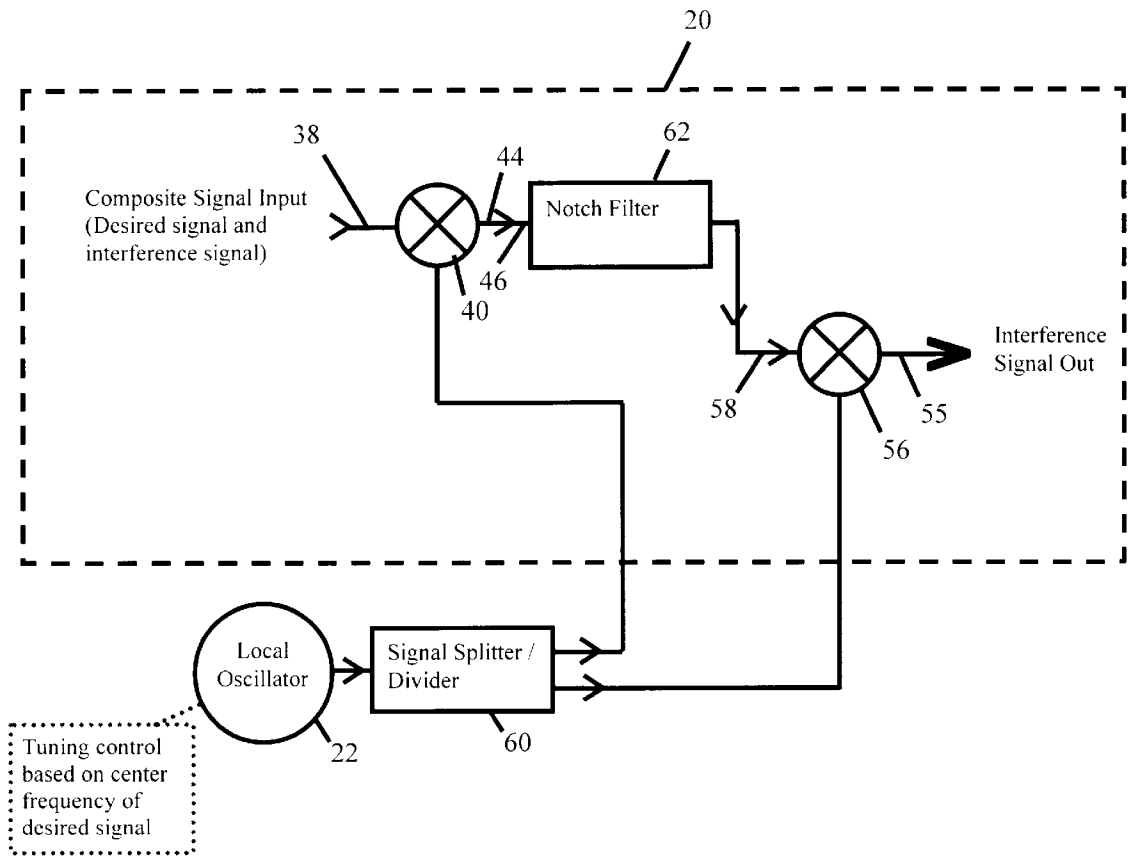 20
38
44
62
Composite Signal Input
(Desired signal and
interference signal)
Notch Filter
46
40
Interference
Signal Out
58
55
56
Local
Oscillator
Signal Splitter /
Divider
22
60
Tuning control
based on center
frequency of
desired signal